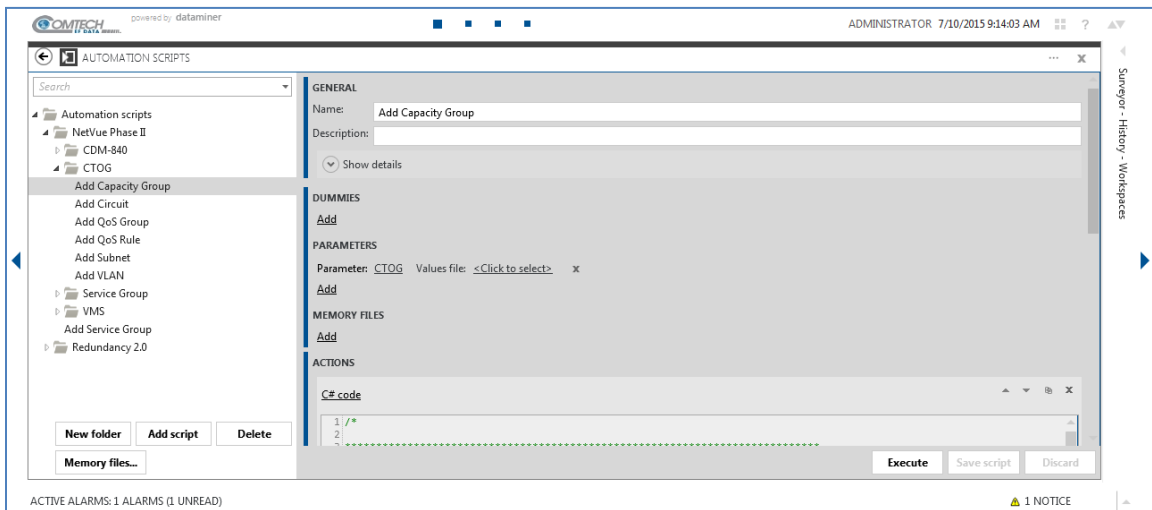 COMTECH
EF DATA
powered by dataminer
ADMINISTRATOR 7/10/2015 9:14:03 AM
?
AUTOMATION SCRIPTS
... X
Search
Automation scripts
NetVue Phase II
CDM-840
CTOG
Add Capacity Group
Add Circuit
Add QoS Group
Add QoS Rule
Add Subnet
Add VLAN
Service Group
VMS
Add Service Group
Redundancy 2.0
New folder Add script Delete
Memory files...
GENERAL
Name: Add Capacity Group
Description:
Show details
DUMMIES
Add
PARAMETERS
Parameter: CTOG Values file: <Click to select> x
Add
MEMORY FILES
Add
ACTIONS
C# code X
1 /*
2
Execute Save script Discard
Surveyor - History - Workspaces
ACTIVE ALARMS: 1 ALARMS (1 UNREAD)
1 NOTICE